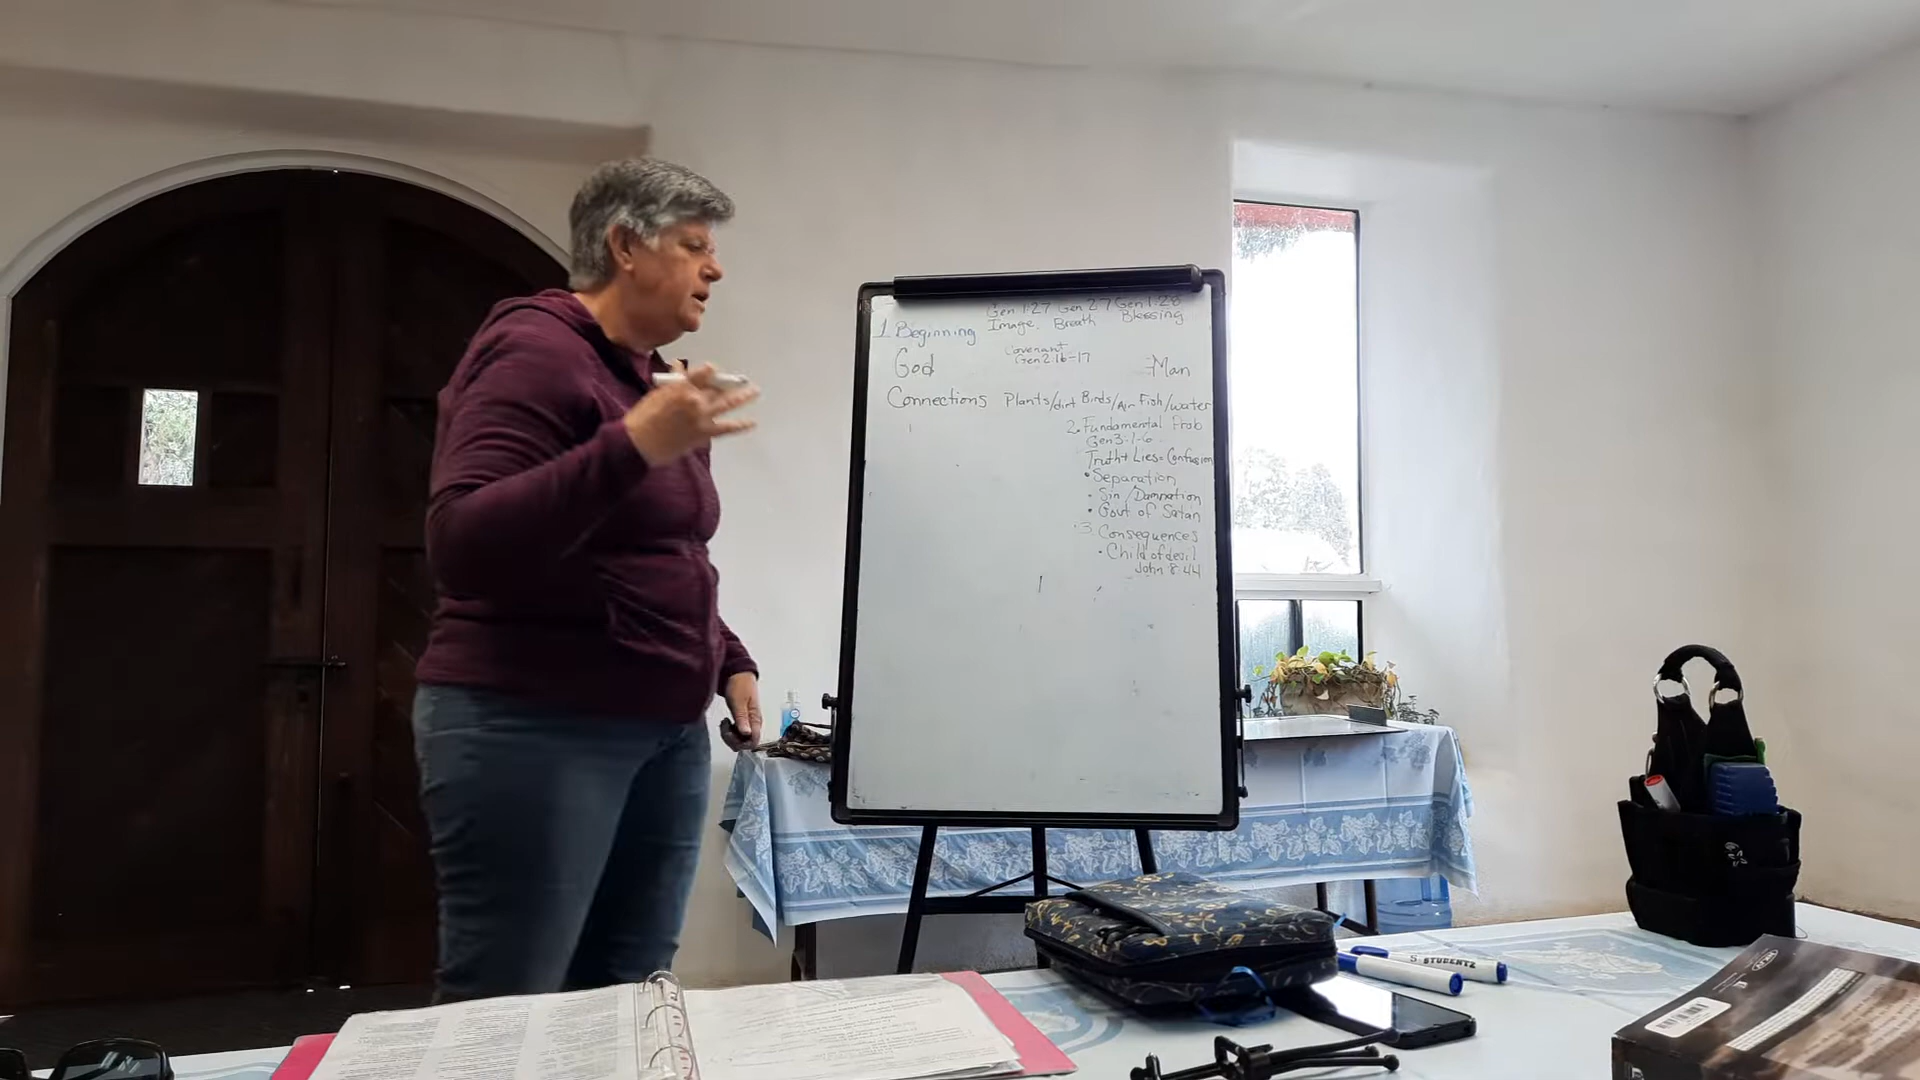 Gen 1:27 Gen 2:7 Gen 1:28
Image Breath Blessing
1. Beginning
Covenant
Gen 2:16-17
God
Man
Connections Plants/dirt Birds/Air Fish/water
2. Fundamental Prob
Gen 3:1-6
Truth + Lies = Confusion
• Separation
• Sin / Damnation
• Govt of Satan
3. Consequences
• Child of devil
John 8:44
STUDENTZ